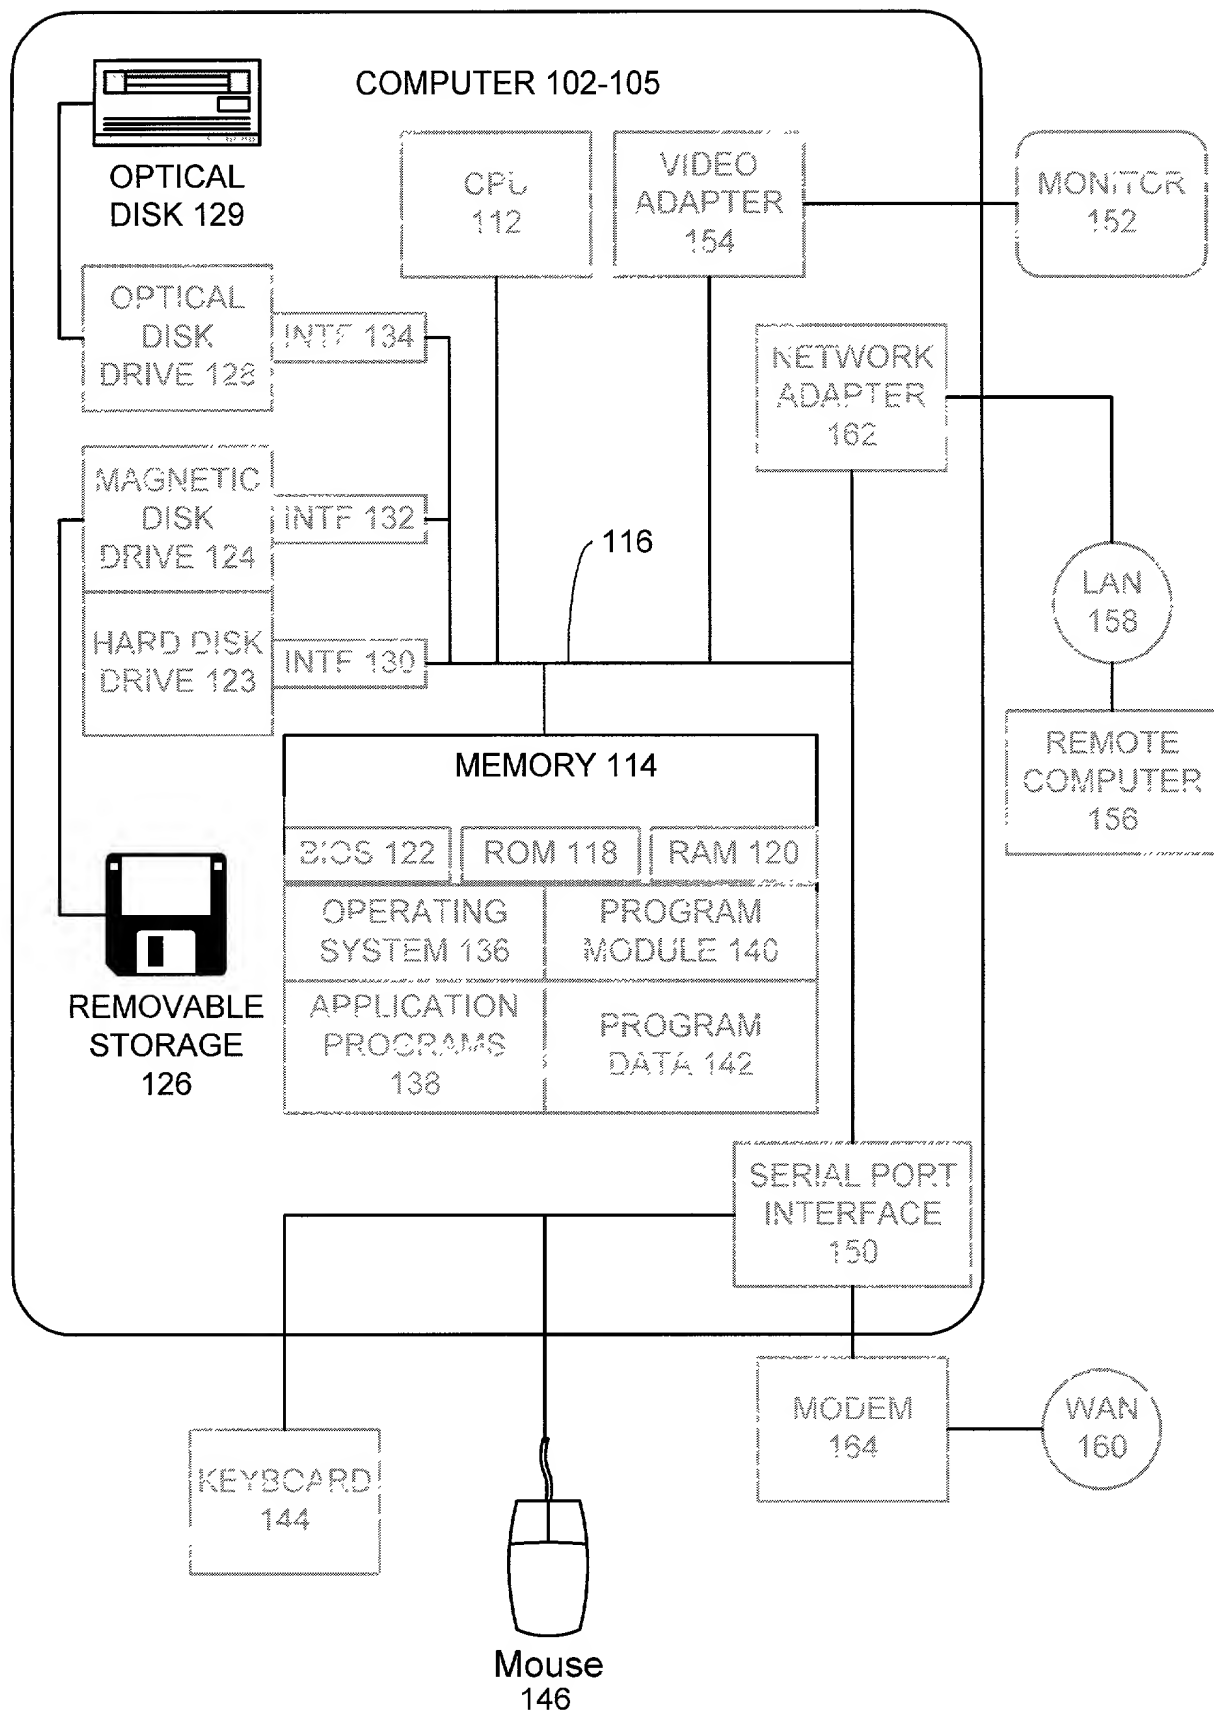 COMPUTER 102-105
OPTICAL
DISK 129
CPU
112
VIDEO
ADAPTER
154
MONITOR
152
OPTICAL
DISK
DRIVE 128
INTF 134
NETWORK
ADAPTER
162
MAGNETIC
DISK
DRIVE 124
INTF 132
116
LAN
158
HARD DISK
DRIVE 123
INTF 130
REMOTE
COMPUTER
156
MEMORY 114
BIOS 122
ROM 118
RAM 120
OPERATING
SYSTEM 136
PROGRAM
MODULE 140
REMOVABLE
STORAGE
126
APPLICATION
PROGRAMS
138
PROGRAM
DATA 142
SERIAL PORT
INTERFACE
150
MODEM
164
WAN
160
KEYBOARD
144
Mouse
146